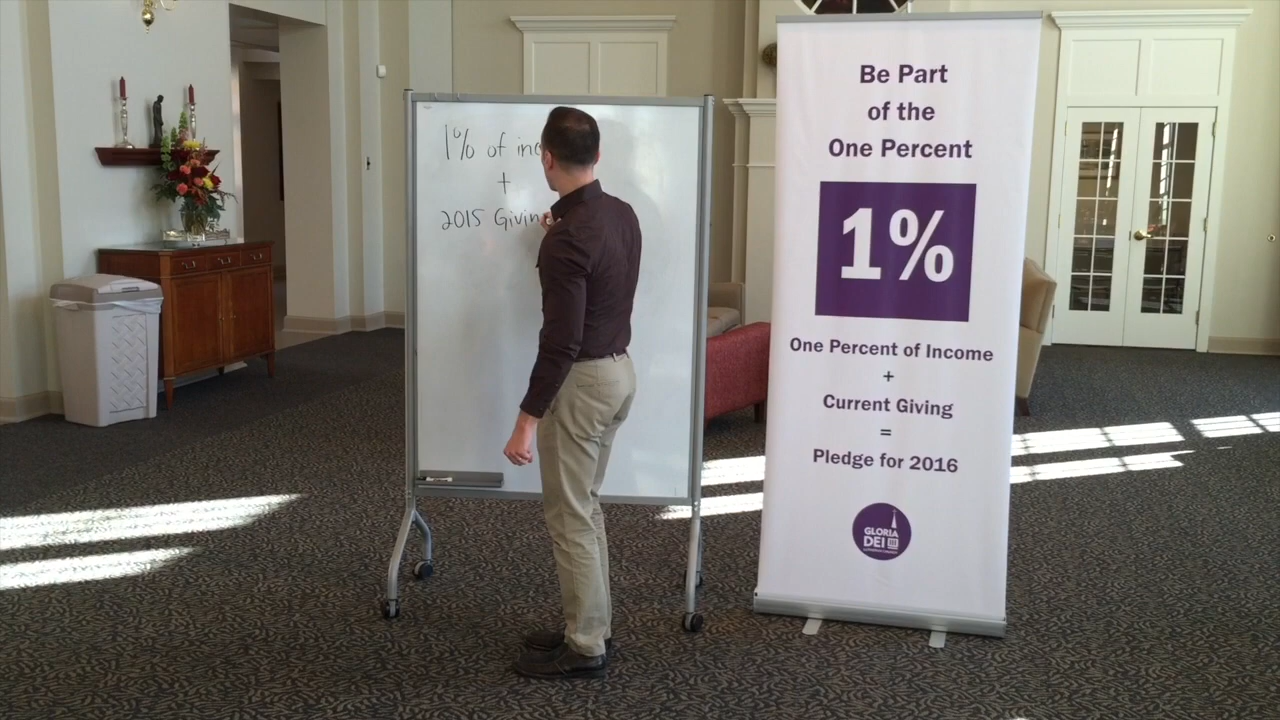 1% of inc
+
2015 Givin
Be Part
of the
One Percent
1%
One Percent of Income
+
Current Giving
=
Pledge for 2016
GLORIA
DEI